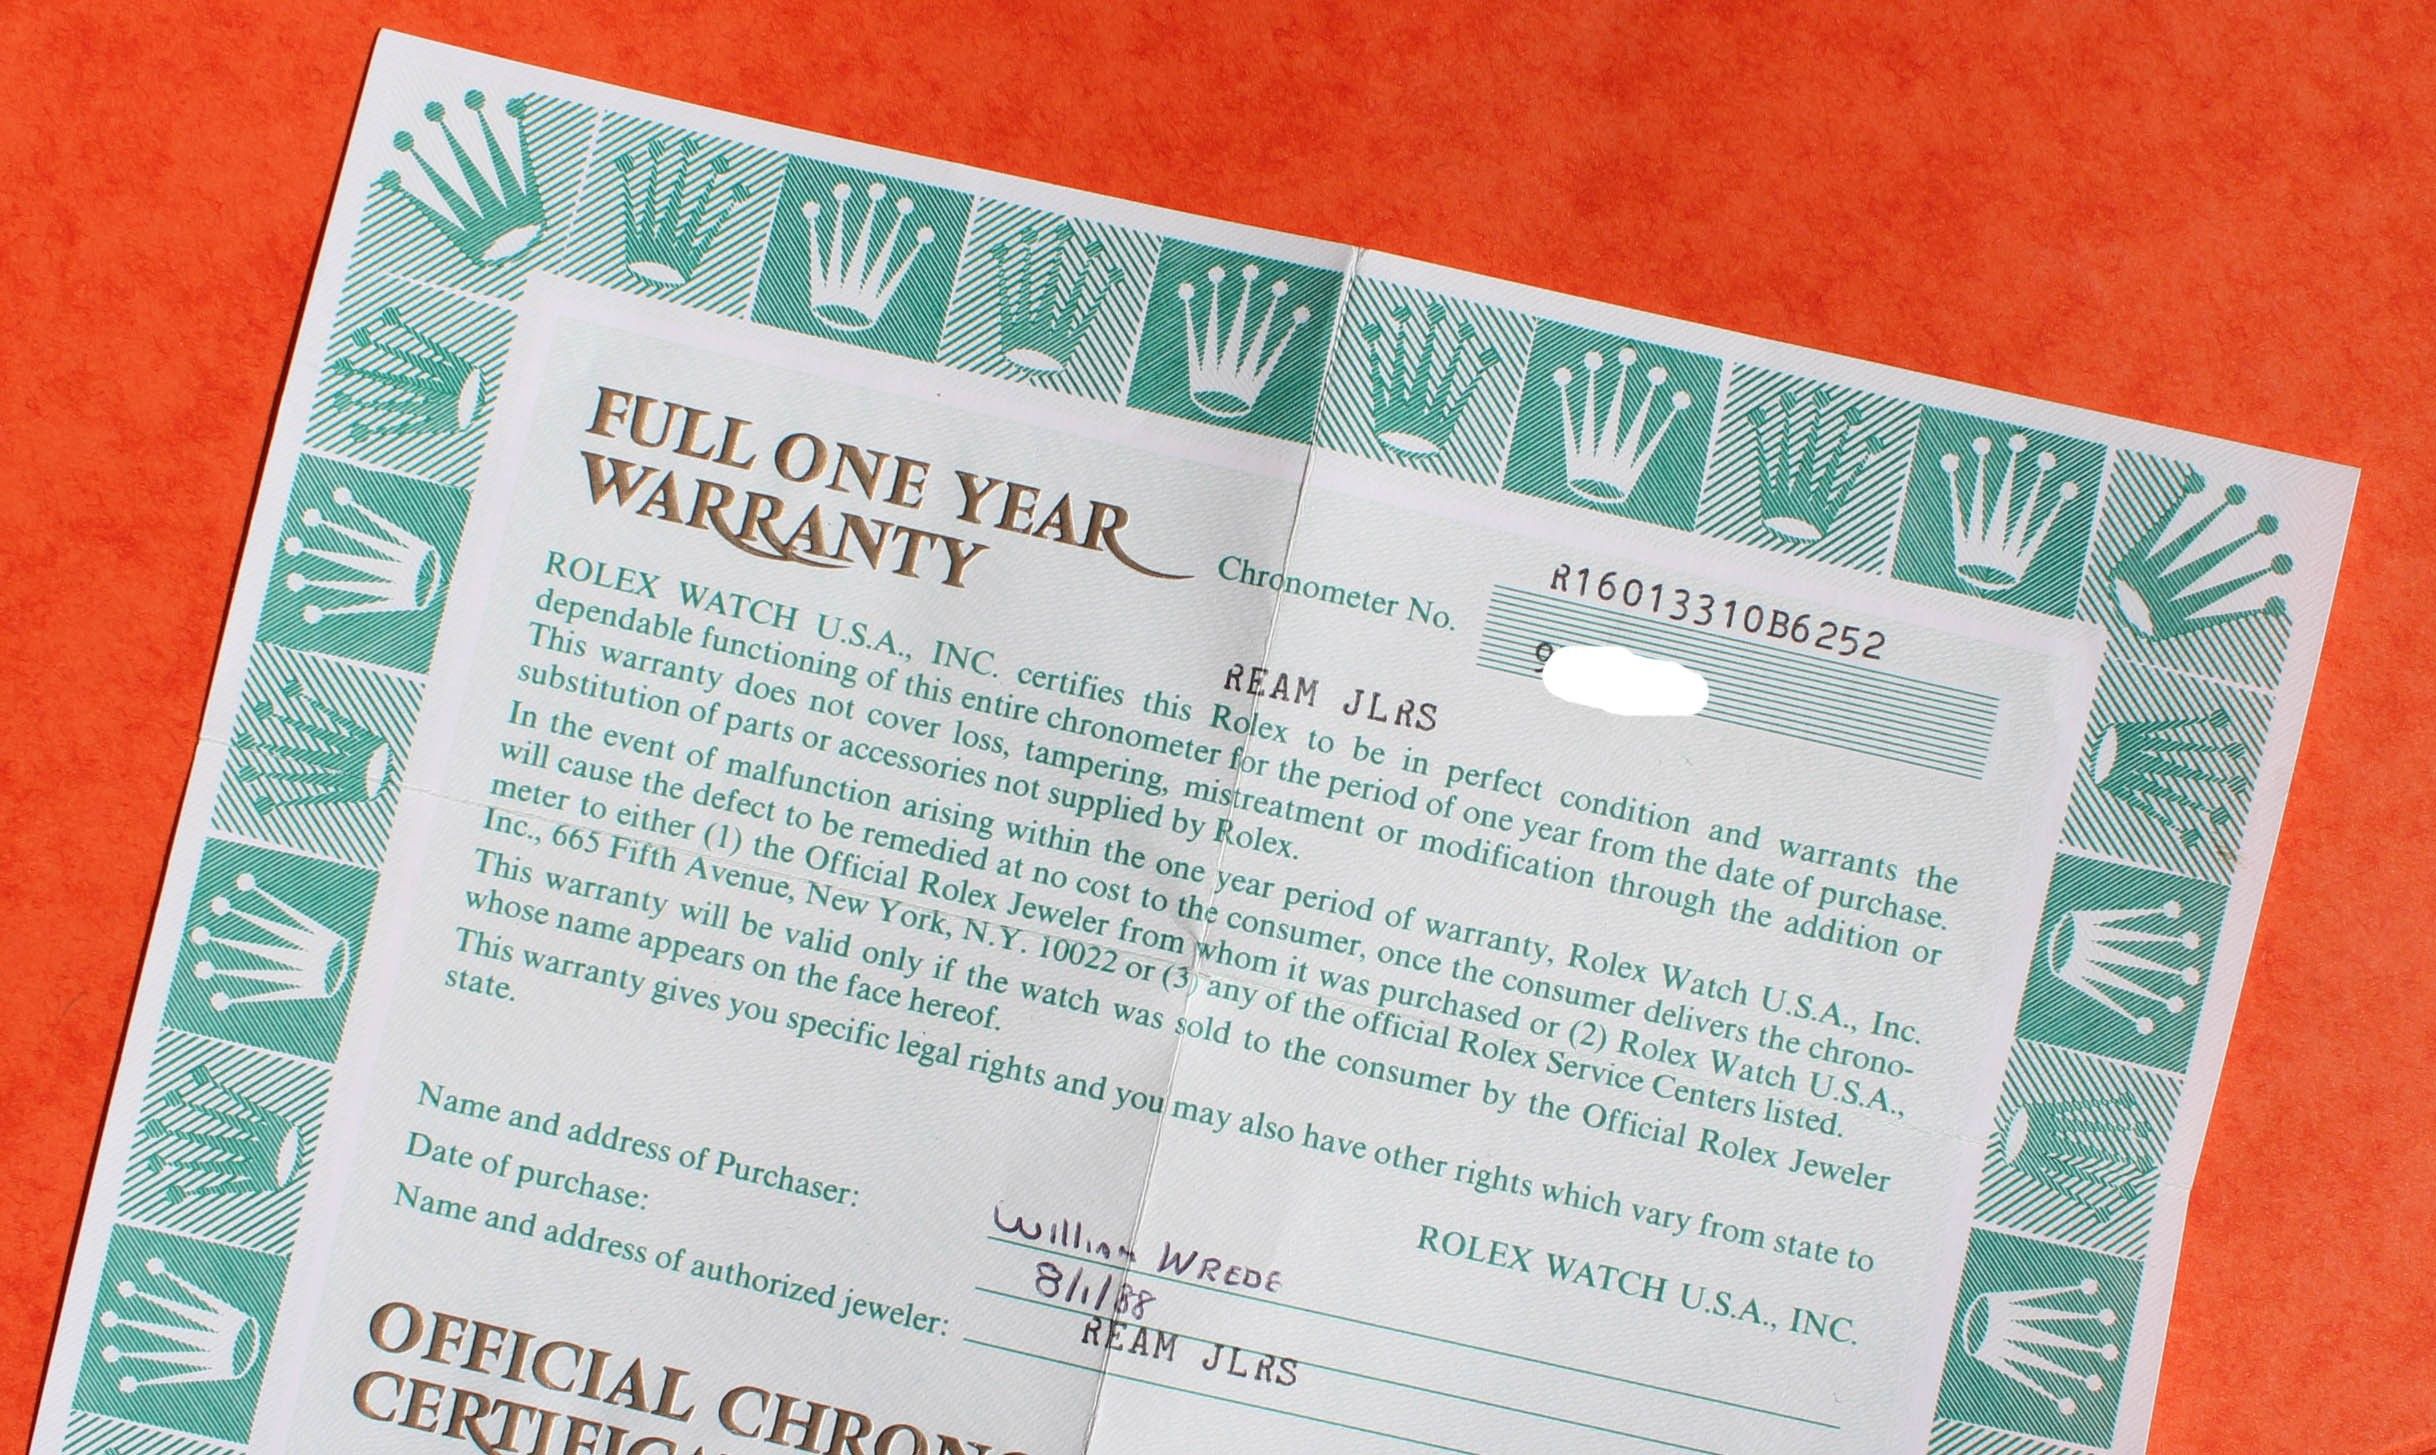 FULL ONE YEAR
WARRANTY
Chronometer No.
R16013310B6252
9
REAM JLRS
ROLEX WATCH U.S.A., INC. certifies this Rolex to be in perfect condition and warrants the
dependable functioning of this entire chronometer for the period of one year from the date of purchase.
This warranty does not cover loss, tampering, mistreatment or modification through the addition or
substitution of parts or accessories not supplied by Rolex.
In the event of malfunction arising within the one year period of warranty, Rolex Watch U.S.A., Inc.
will cause the defect to be remedied at no cost to the consumer, once the consumer delivers the chrono-
meter to either (1) the Official Rolex Jeweler from whom it was purchased or (2) Rolex Watch U.S.A.,
Inc., 665 Fifth Avenue, New York, N.Y. 10022 or (3) any of the official Rolex Service Centers listed.
This warranty will be valid only if the watch was sold to the consumer by the Official Rolex Jeweler
whose name appears on the face hereof.
This warranty gives you specific legal rights and you may also have other rights which vary from state to
state.
ROLEX WATCH U.S.A., INC.
Name and address of Purchaser: William WREDE
Date of purchase: 8/1/88
Name and address of authorized jeweler: REAM JLRS
OFFICIAL